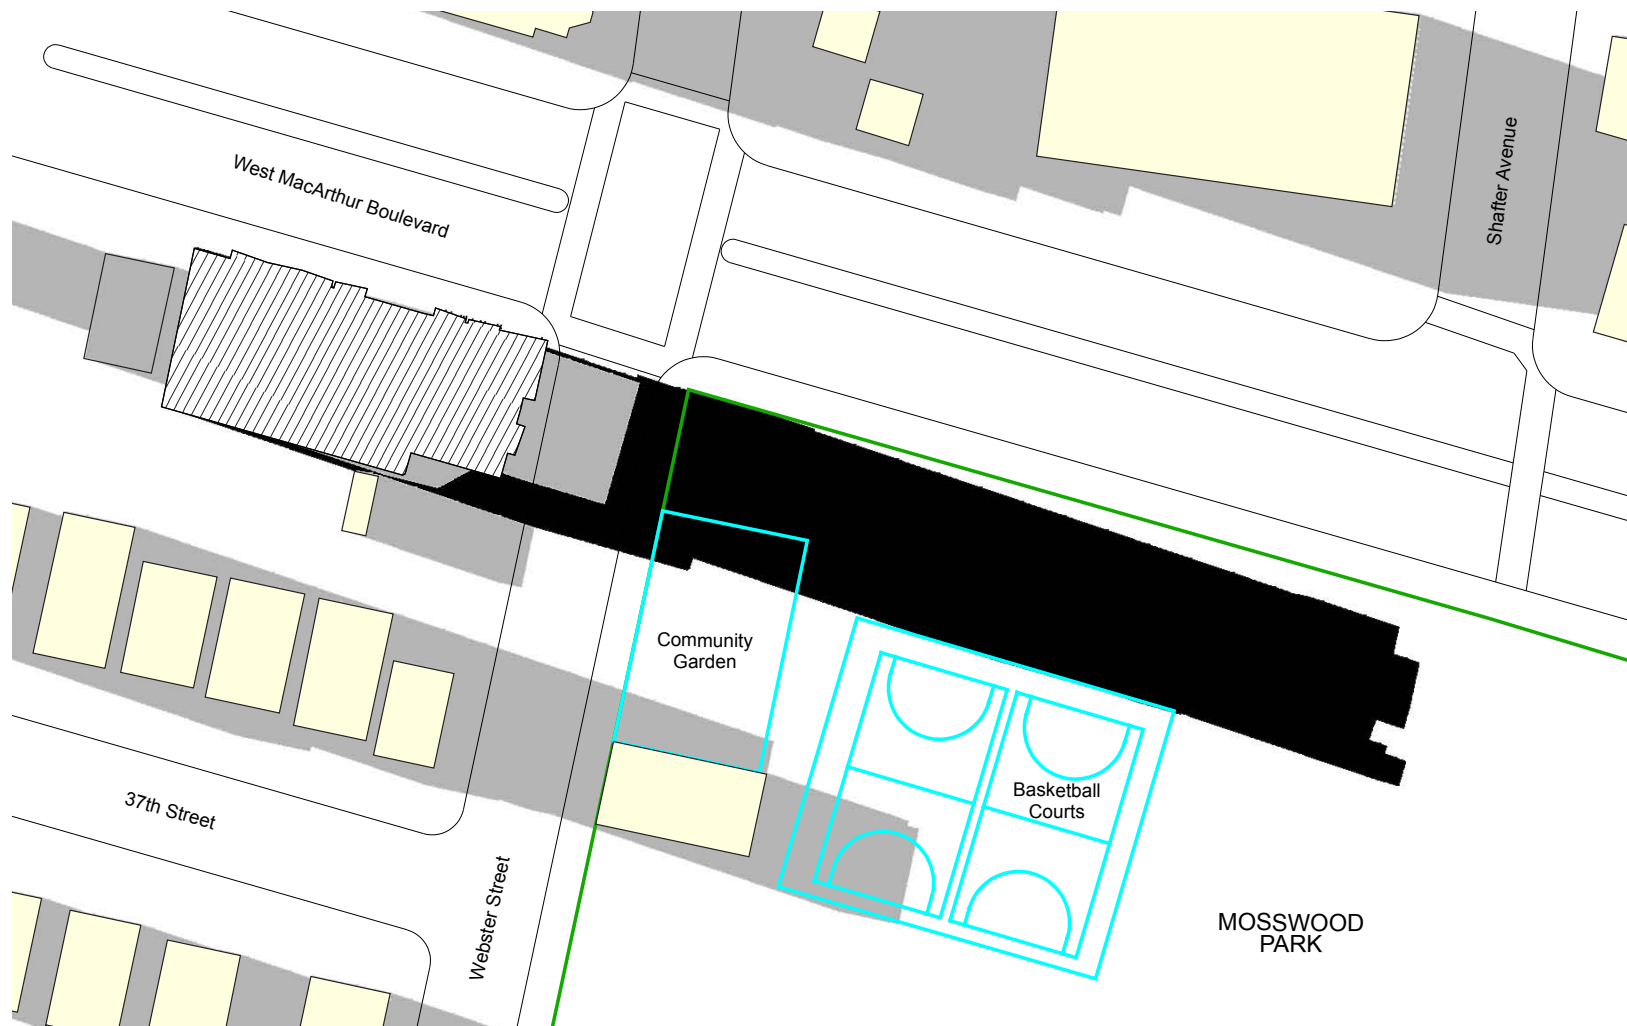 West MacArthur Boulevard
Shafter Avenue
Community
Garden
Basketball
Courts
37th Street
Webster Street
MOSSWOOD
PARK